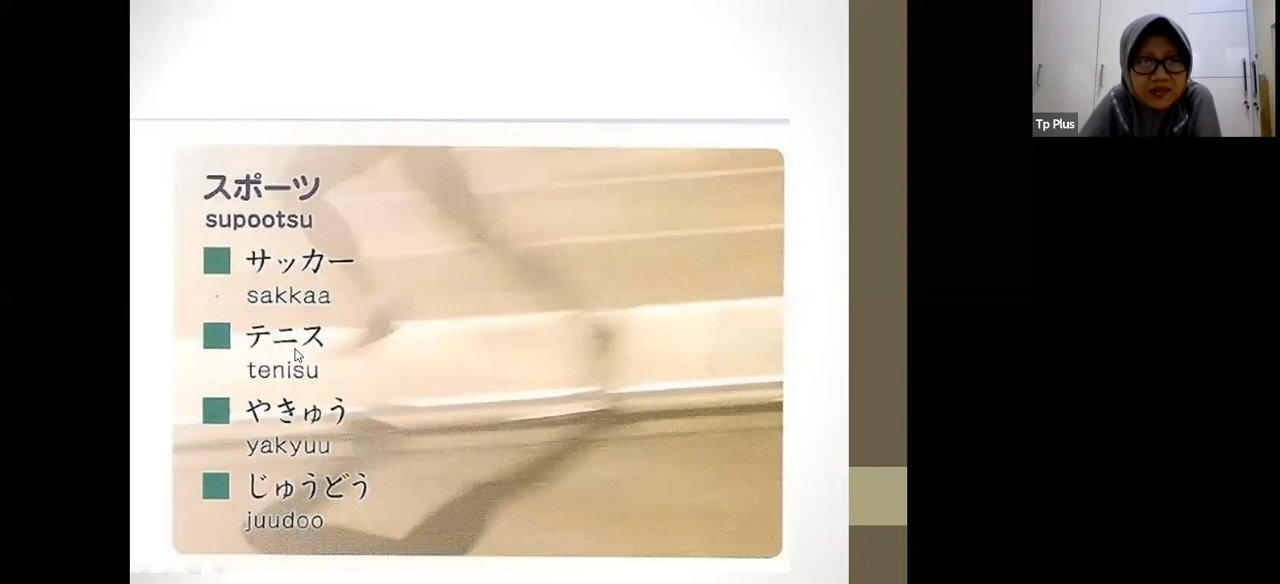 スポーツ
supootsu
サッカー
sakkaa
テニス
tenisu
やきゅう
yakyuu
じゅうどう
juudoo
Tp Plus